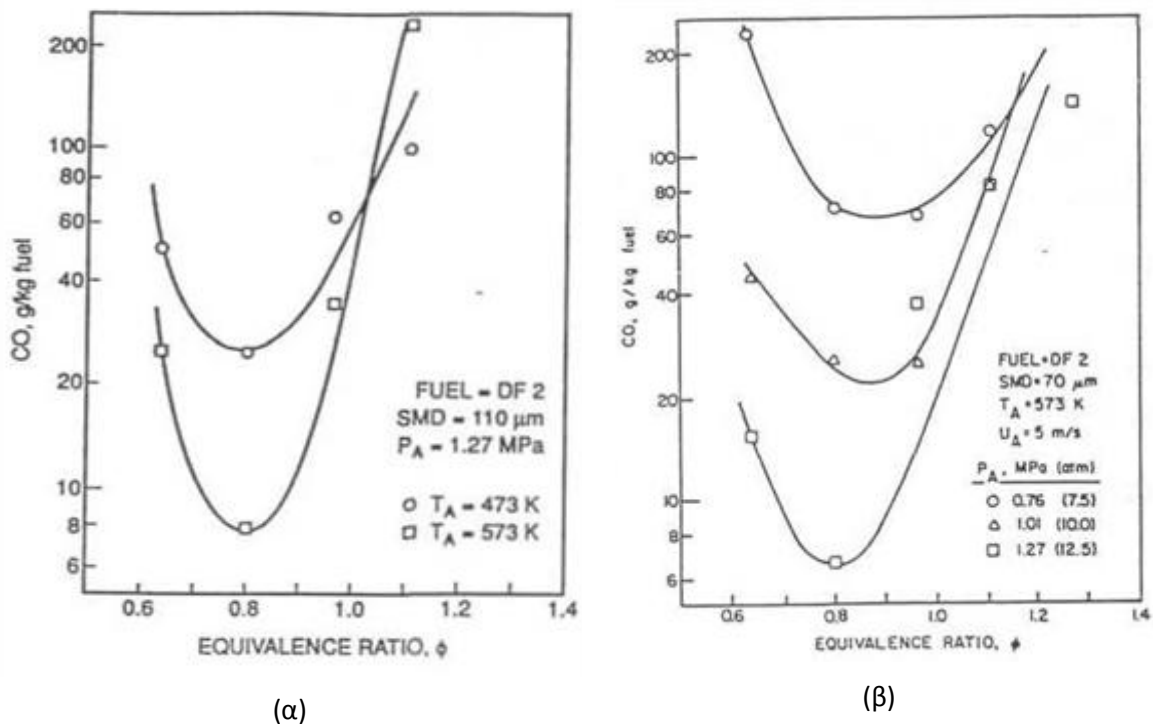 200
100
80
60
40
20
10
8
6
0.6 0.8 1.0 1.2 1.4
CO, g/kg fuel
EQUIVALENCE RATIO, ϕ
FUEL = DF 2
SMD = 110 μm
P_A = 1.27 MPa
T_A = 473 K
T_A = 573 K
(α)
200
100
80
60
40
20
10
8
6
0.6 0.8 1.0 1.2 1.4
CO, g/kg fuel
EQUIVALENCE RATIO, ϕ
FUEL=DF 2
SMD=70 μm
T_A=573 K
U_A=5 m/s
P_A, MPa (atm)
0.76 (7.5)
1.01 (10.0)
1.27 (12.5)
(β)